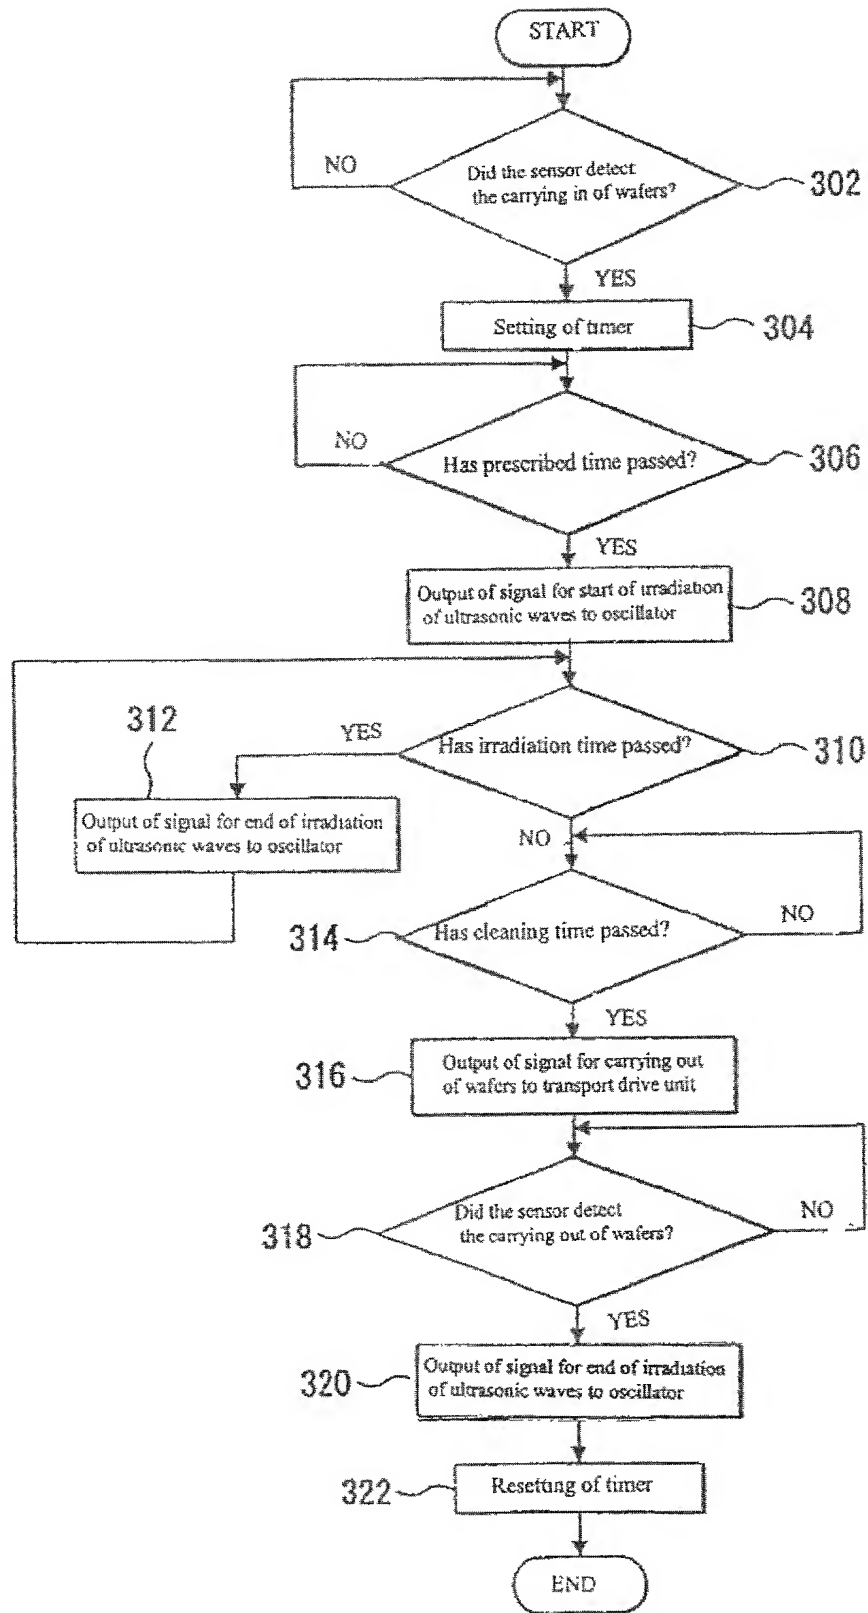 START
NO
Did the sensor detect
the carrying in of wafers?
302
YES
Setting of timer
304
NO
Has prescribed time passed?
306
YES
Output of signal for start of irradiation
of ultrasonic waves to oscillator
308
312
YES
Has irradiation time passed?
310
Output of signal for end of irradiation
of ultrasonic waves to oscillator
NO
314
Has cleaning time passed?
NO
YES
316
Output of signal for carrying out
of wafers to transport drive unit
318
Did the sensor detect
the carrying out of wafers?
NO
YES
320
Output of signal for end of irradiation
of ultrasonic waves to oscillator
322
Resetting of timer
END